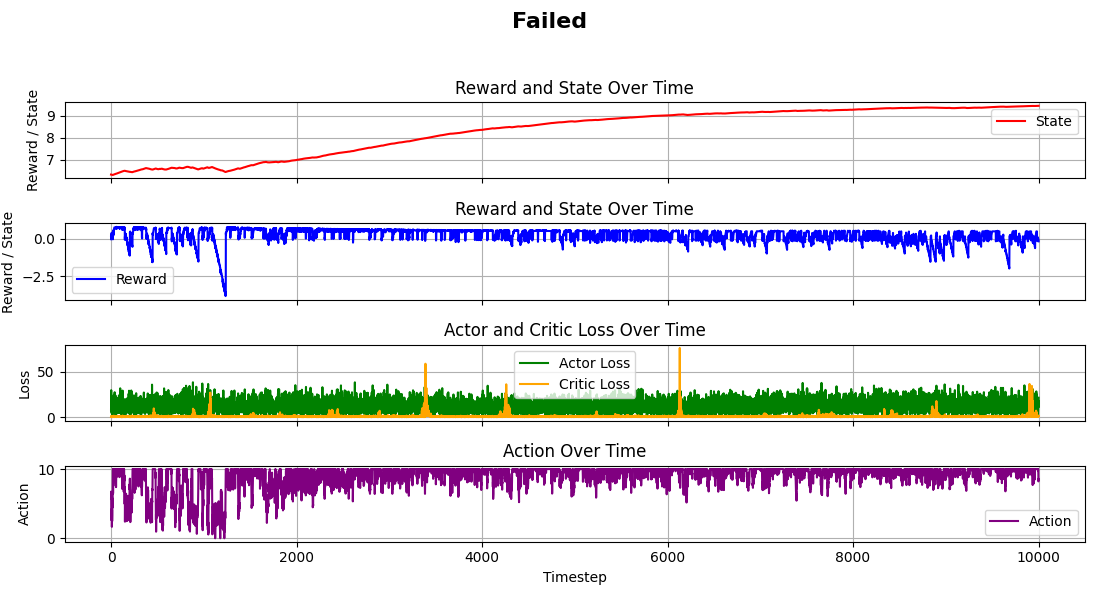 Failed
Reward and State Over Time
Reward / State
9
8
7
State
Reward and State Over Time
Reward / State
0.0
−2.5
Reward
Actor and Critic Loss Over Time
Loss
50
0
Actor Loss
Critic Loss
Action Over Time
Action
10
0
Action
0 2000 4000 6000 8000 10000
Timestep